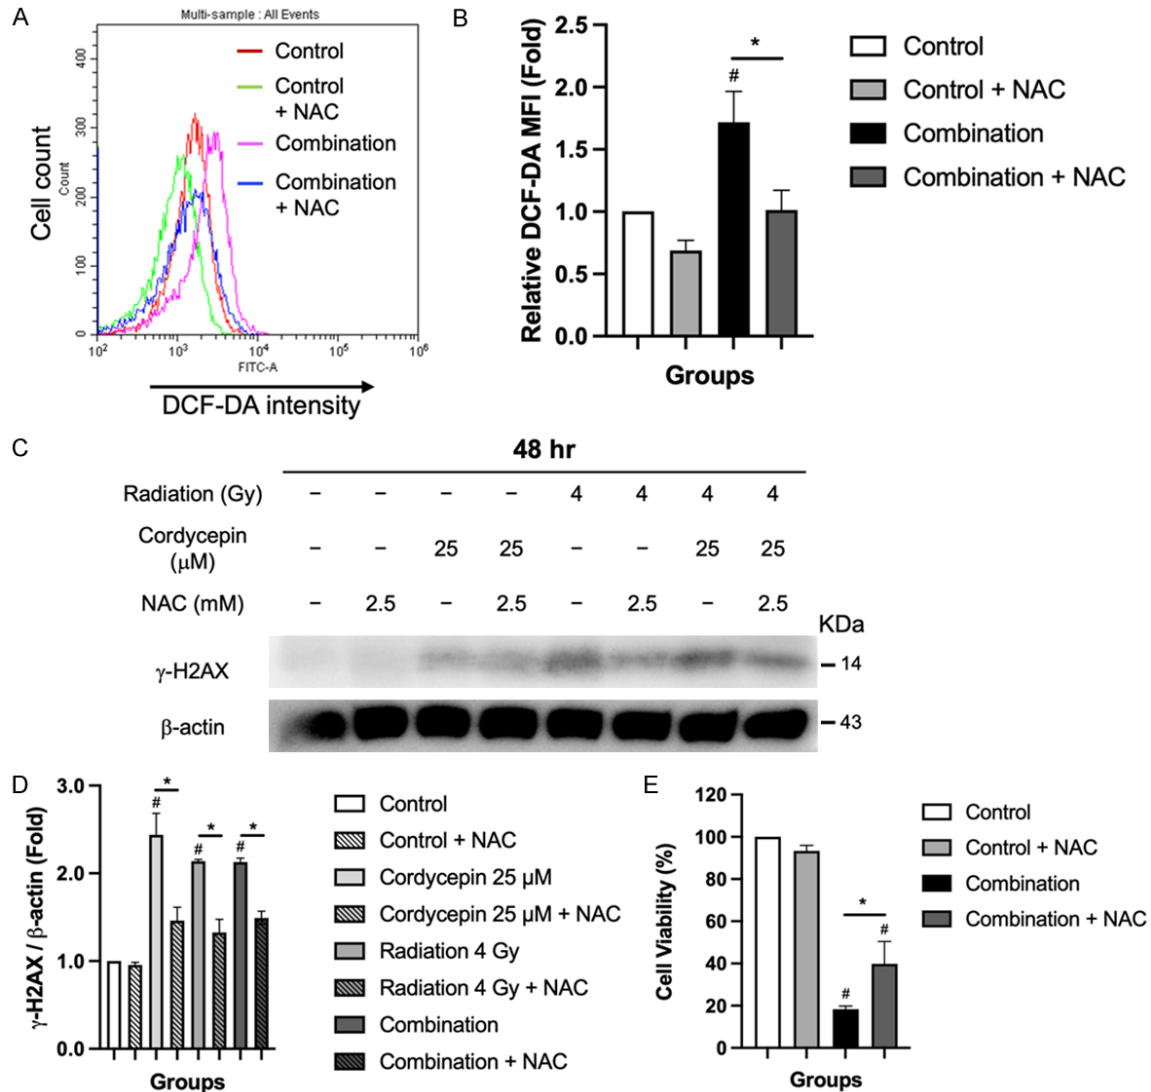 A
Multi-sample : All Events
Cell count
Count
400
300
200
100
0
10²
10³
10⁴
10⁵
10⁶
FITC-A
DCF-DA intensity
Control
Control
+ NAC
Combination
Combination
+ NAC
B
Relative DCF-DA MFI (Fold)
2.5
2.0
1.5
1.0
0.5
0.0
#
*
Groups
Control
Control + NAC
Combination
Combination + NAC
C
48 hr
Radiation (Gy) – – – – 4 4 4 4
Cordycepin
(μM) – – 25 25 – – 25 25
NAC (mM) – 2.5 – 2.5 – 2.5 – 2.5
KDa
γ-H2AX
14
β-actin
43
D
γ-H2AX / β-actin (Fold)
3.0
2.0
1.0
0.0
# * # * # *
Groups
Control
Control + NAC
Cordycepin 25 μM
Cordycepin 25 μM + NAC
Radiation 4 Gy
Radiation 4 Gy + NAC
Combination
Combination + NAC
E
Cell Viability (%)
120
100
80
60
40
20
0
# * #
Groups
Control
Control + NAC
Combination
Combination + NAC